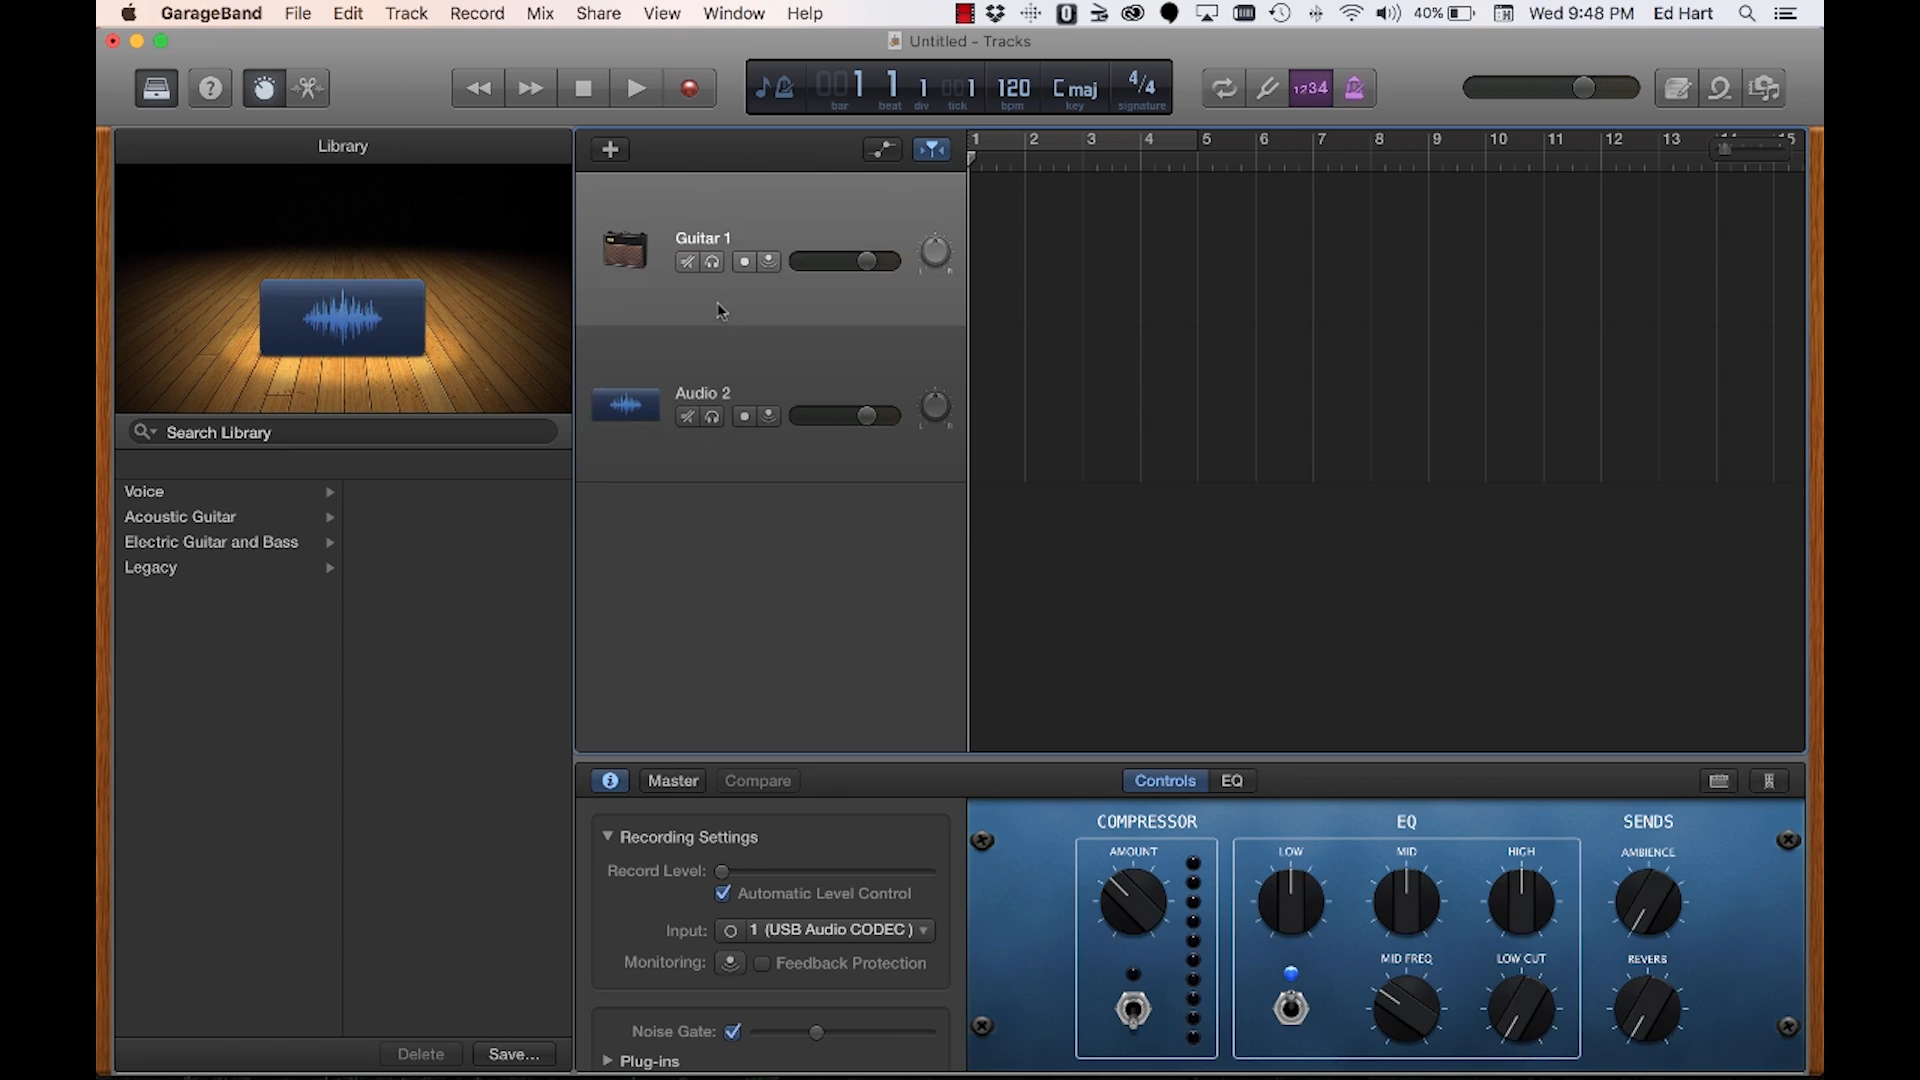 GarageBand File Edit Track Record Mix Share View Window Help 40% Wed 9:48 PM Ed Hart
Untitled - Tracks
001 1 1 001 120 C maj 4/4
bar beat div tick bpm key signature
1234
Library
1 2 3 4 5 6 7 8 9 10 11 12 13
Guitar 1
L R
Audio 2
L R
Search Library
Voice
Acoustic Guitar
Electric Guitar and Bass
Legacy
Delete Save...
Master Compare Controls EQ
Recording Settings
Record Level:
Automatic Level Control
Input: 1 (USB Audio CODEC )
Monitoring: Feedback Protection
Noise Gate:
Plug-ins
COMPRESSOR EQ SENDS
AMOUNT LOW MID HIGH AMBIENCE
MID FREQ LOW CUT REVERB